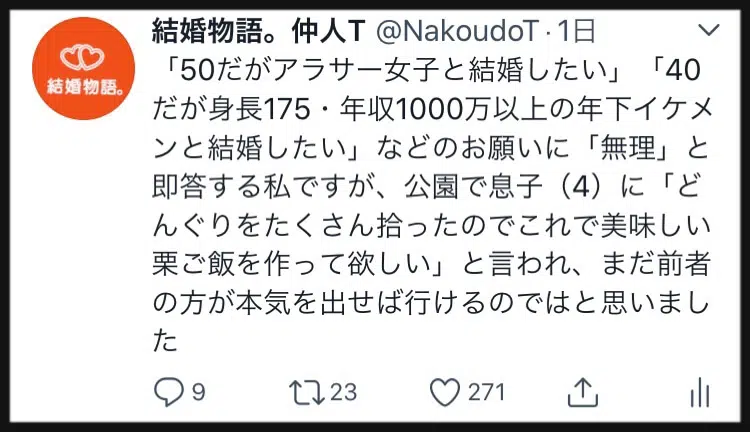 結婚物語。
結婚物語。仲人T @NakoudoT・1日
「50だがアラサー女子と結婚したい」「40
だが身長175・年収1000万以上の年下イケメ
ンと結婚したい」などのお願いに「無理」と
即答する私ですが、公園で息子（4）に「ど
んぐりをたくさん拾ったのでこれで美味しい
栗ご飯を作って欲しい」と言われ、まだ前者
の方が本気を出せば行けるのではと思いまし
た
9 23 271